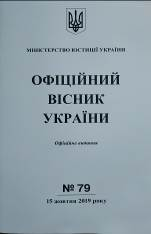 МІНІСТЕРСТВО ЮСТИЦІЇ УКРАЇНИ
ОФІЦІЙНИЙ
ВІСНИК
УКРАЇНИ
Офіційне видання
№ 79
15 жовтня 2019 року